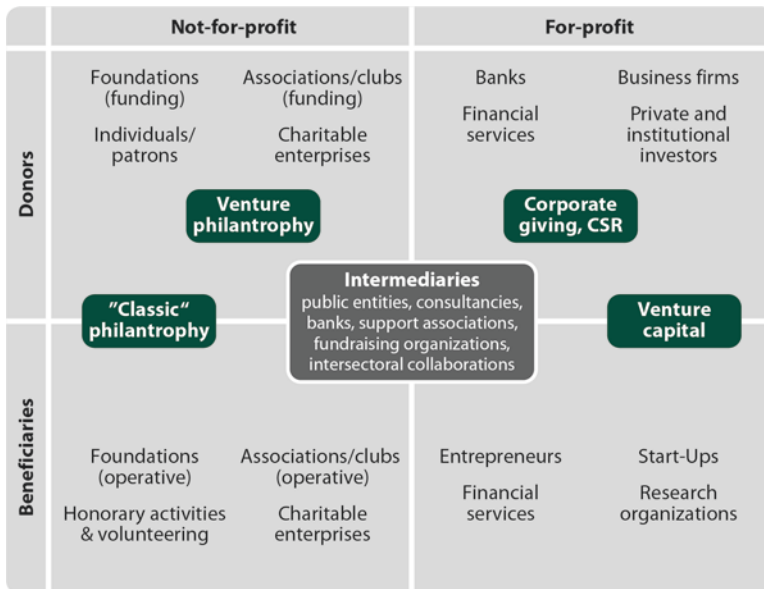 Not-for-profit
For-profit
Donors
Foundations
(funding)
Associations/clubs
(funding)
Individuals/
patrons
Charitable
enterprises
Banks
Business firms
Financial
services
Private and
institutional
investors
Venture
philantrophy
Corporate
giving, CSR
Intermediaries
public entities, consultancies,
banks, support associations,
fundraising organizations,
intersectoral collaborations
"Classic“
philantrophy
Venture
capital
Beneficiaries
Foundations
(operative)
Associations/clubs
(operative)
Honorary activities
& volunteering
Charitable
enterprises
Entrepreneurs
Start-Ups
Financial
services
Research
organizations